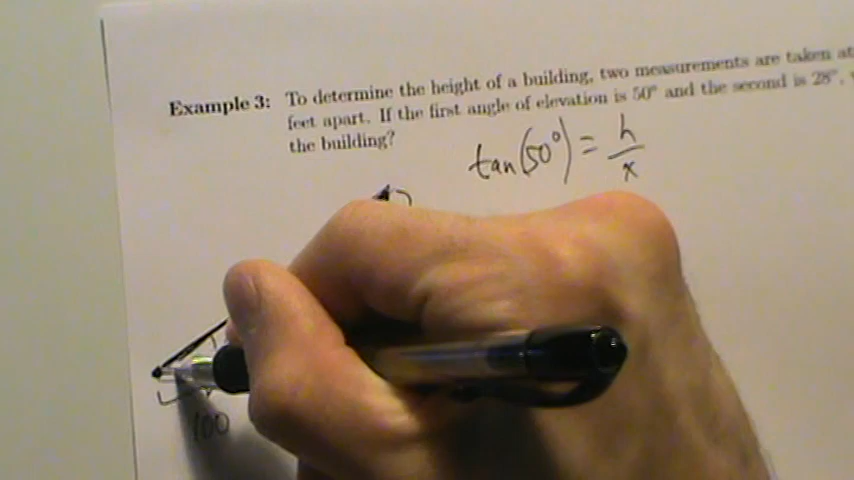 Example 3: To determine the height of a building, two measurements are taken at
feet apart. If the first angle of elevation is 50° and the second is 28°,
the building?
tan(50°) = h/x
100